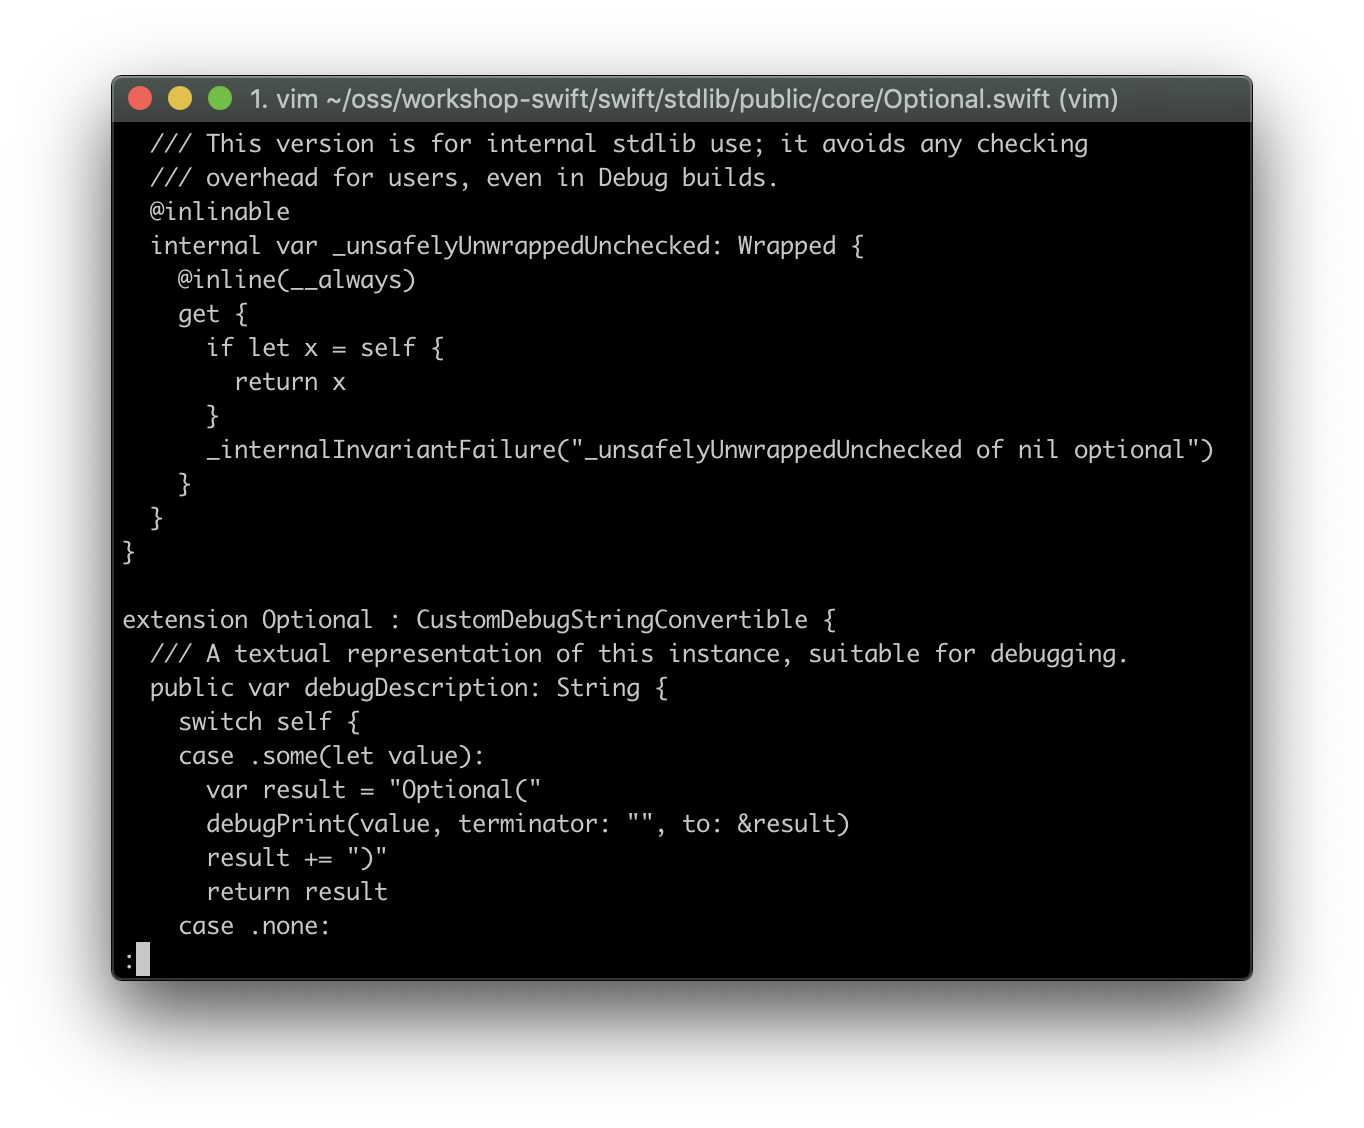 1. vim ~/oss/workshop-swift/swift/stdlib/public/core/Optional.swift (vim)
  /// This version is for internal stdlib use; it avoids any checking
  /// overhead for users, even in Debug builds.
  @inlinable
  internal var _unsafelyUnwrappedUnchecked: Wrapped {
    @inline(__always)
    get {
      if let x = self {
        return x
      }
      _internalInvariantFailure("_unsafelyUnwrappedUnchecked of nil optional")
    }
  }
}

extension Optional : CustomDebugStringConvertible {
  /// A textual representation of this instance, suitable for debugging.
  public var debugDescription: String {
    switch self {
    case .some(let value):
      var result = "Optional("
      debugPrint(value, terminator: "", to: &result)
      result += ")"
      return result
    case .none:
: